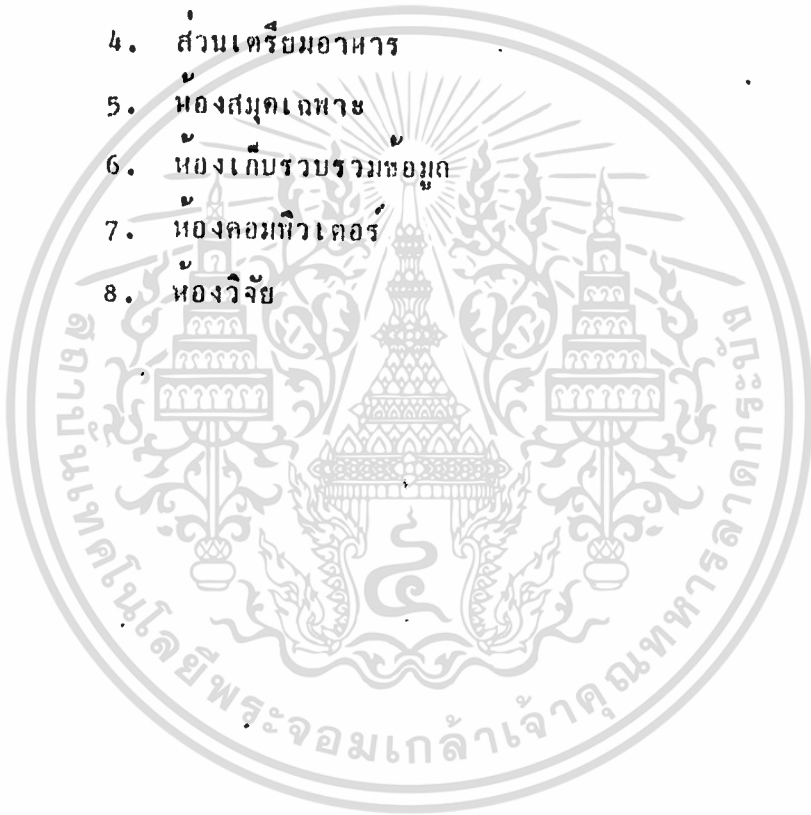 4. ส่วนเตรียมอาหาร
5. ห้องสมุดเฉพาะ
6. ห้องเก็บรวบรวมข้อมูล
7. ห้องคอมพิวเตอร์
8. ห้องวิจัย
สถาบันเทคโนโลยีพระจอมเกล้าเจ้าคุณทหารลาดกระบัง